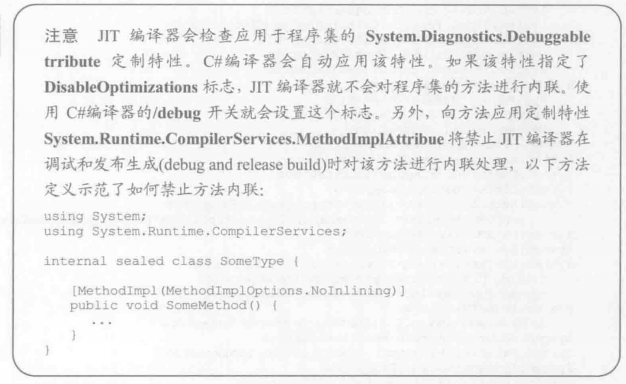 注意 JIT 编译器会检查应用于程序集的 System.Diagnostics.Debuggable
trribute 定制特性。C#编译器会自动应用该特性。如果该特性指定了
DisableOptimizations 标志，JIT 编译器就不会对程序集的方法进行内联。使
用 C#编译器的/debug 开关就会设置这个标志。另外，向方法应用定制特性
System.Runtime.CompilerServices.MethodImplAttribue 将禁止 JIT 编译器在
调试和发布生成(debug and release build)时对该方法进行内联处理，以下方法
定义示范了如何禁止方法内联：
using System;
using System.Runtime.CompilerServices;
internal sealed class SomeType {
[MethodImpl(MethodImplOptions.NoInlining)]
public void SomeMethod() {
...
}
}